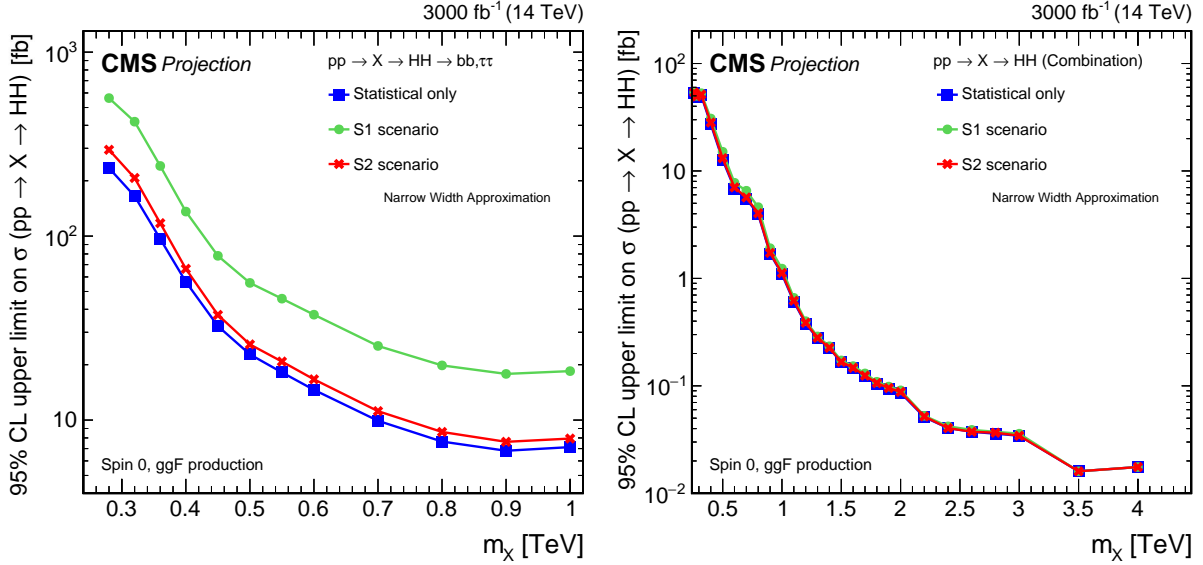 3000 fb⁻¹ (14 TeV)
CMS Projection
pp → X → HH → bb,ττ
Statistical only
S1 scenario
S2 scenario
Narrow Width Approximation
Spin 0, ggF production
95% CL upper limit on σ (pp → X → HH) [fb]
10³
10²
10
0.3 0.4 0.5 0.6 0.7 0.8 0.9 1
m_X [TeV]
3000 fb⁻¹ (14 TeV)
CMS Projection
pp → X → HH (Combination)
Statistical only
S1 scenario
S2 scenario
Narrow Width Approximation
Spin 0, ggF production
95% CL upper limit on σ (pp → X → HH) [fb]
10²
10
1
10⁻¹
10⁻²
0.5 1 1.5 2 2.5 3 3.5 4
m_X [TeV]